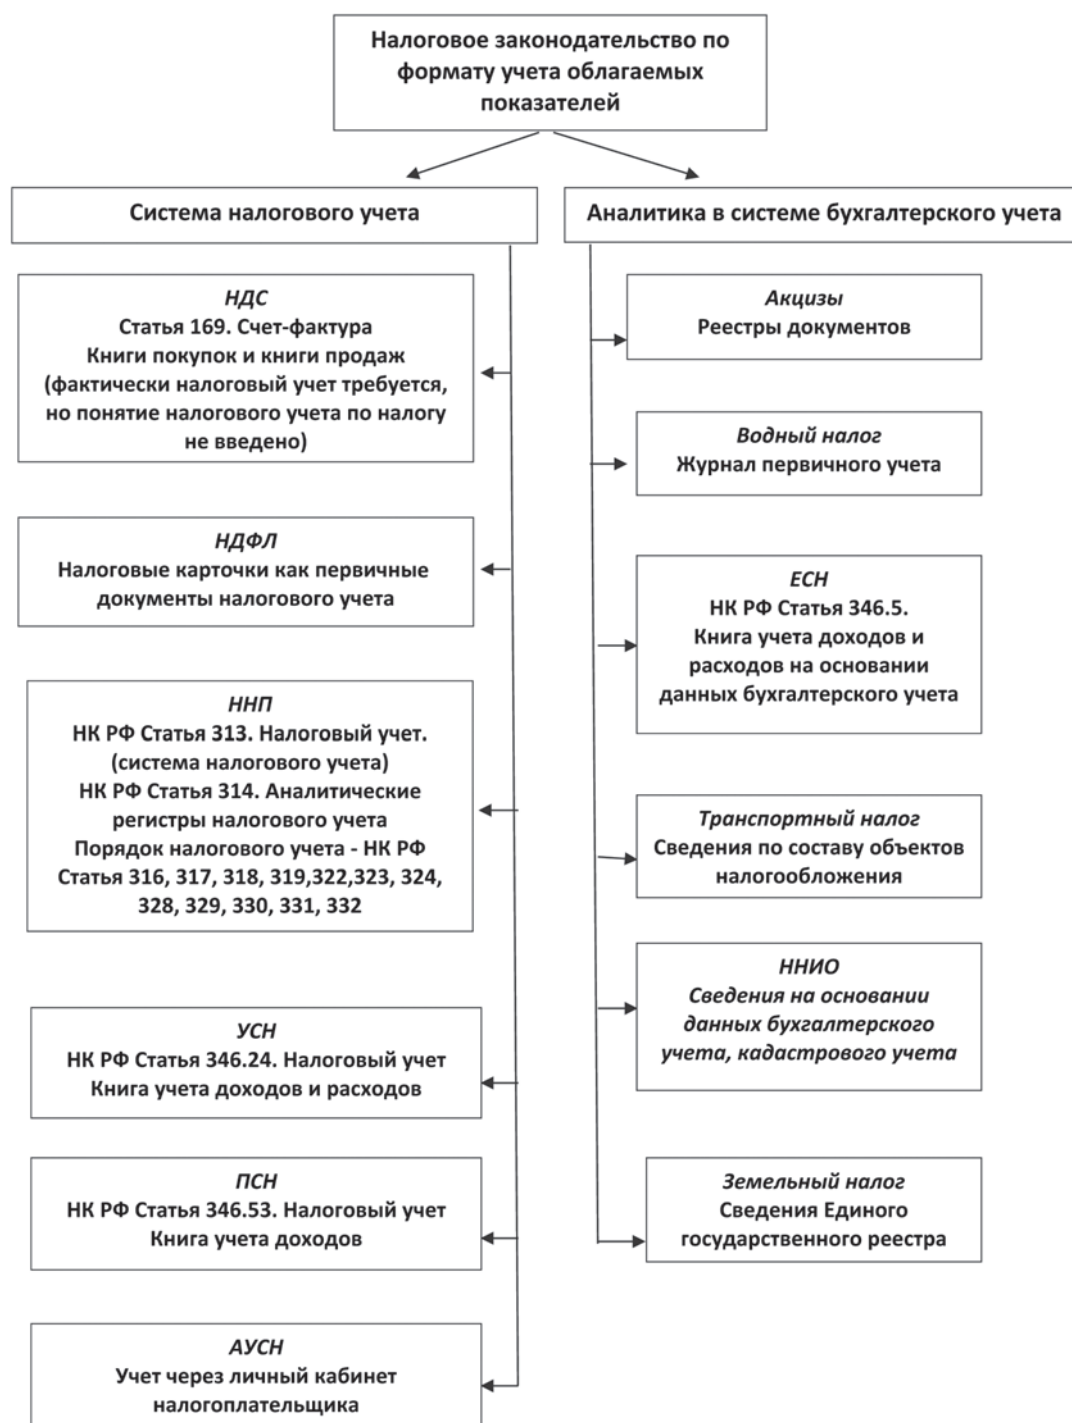 Налоговое законодательство по
формату учета облагаемых
показателей
Система налогового учета
НДС
Статья 169. Счет-фактура
Книги покупок и книги продаж
(фактически налоговый учет требуется,
но понятие налогового учета по налогу
не введено)
НДФЛ
Налоговые карточки как первичные
документы налогового учета
ННП
НК РФ Статья 313. Налоговый учет.
(система налогового учета)
НК РФ Статья 314. Аналитические
регистры налогового учета
Порядок налогового учета - НК РФ
Статья 316, 317, 318, 319,322,323, 324,
328, 329, 330, 331, 332
УСН
НК РФ Статья 346.24. Налоговый учет
Книга учета доходов и расходов
ПСН
НК РФ Статья 346.53. Налоговый учет
Книга учета доходов
АУСН
Учет через личный кабинет
налогоплательщика
Аналитика в системе бухгалтерского учета
Акцизы
Реестры документов
Водный налог
Журнал первичного учета
ЕСН
НК РФ Статья 346.5.
Книга учета доходов и
расходов на основании
данных бухгалтерского учета
Транспортный налог
Сведения по составу объектов
налогообложения
ННИО
Сведения на основании
данных бухгалтерского
учета, кадастрового учета
Земельный налог
Сведения Единого
государственного реестра